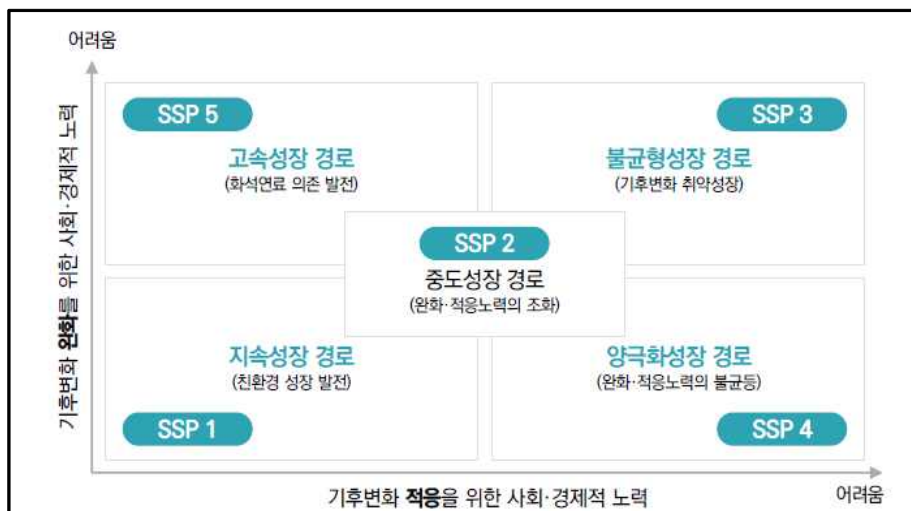 어려움
기후변화 완화를 위한 사회·경제적 노력
SSP 5
고속성장 경로
(화석연료 의존 발전)
SSP 3
불균형성장 경로
(기후변화 취약성장)
SSP 2
중도성장 경로
(완화·적응노력의 조화)
지속성장 경로
(친환경 성장 발전)
SSP 1
양극화성장 경로
(완화·적응노력의 불균등)
SSP 4
기후변화 적응을 위한 사회·경제적 노력
어려움